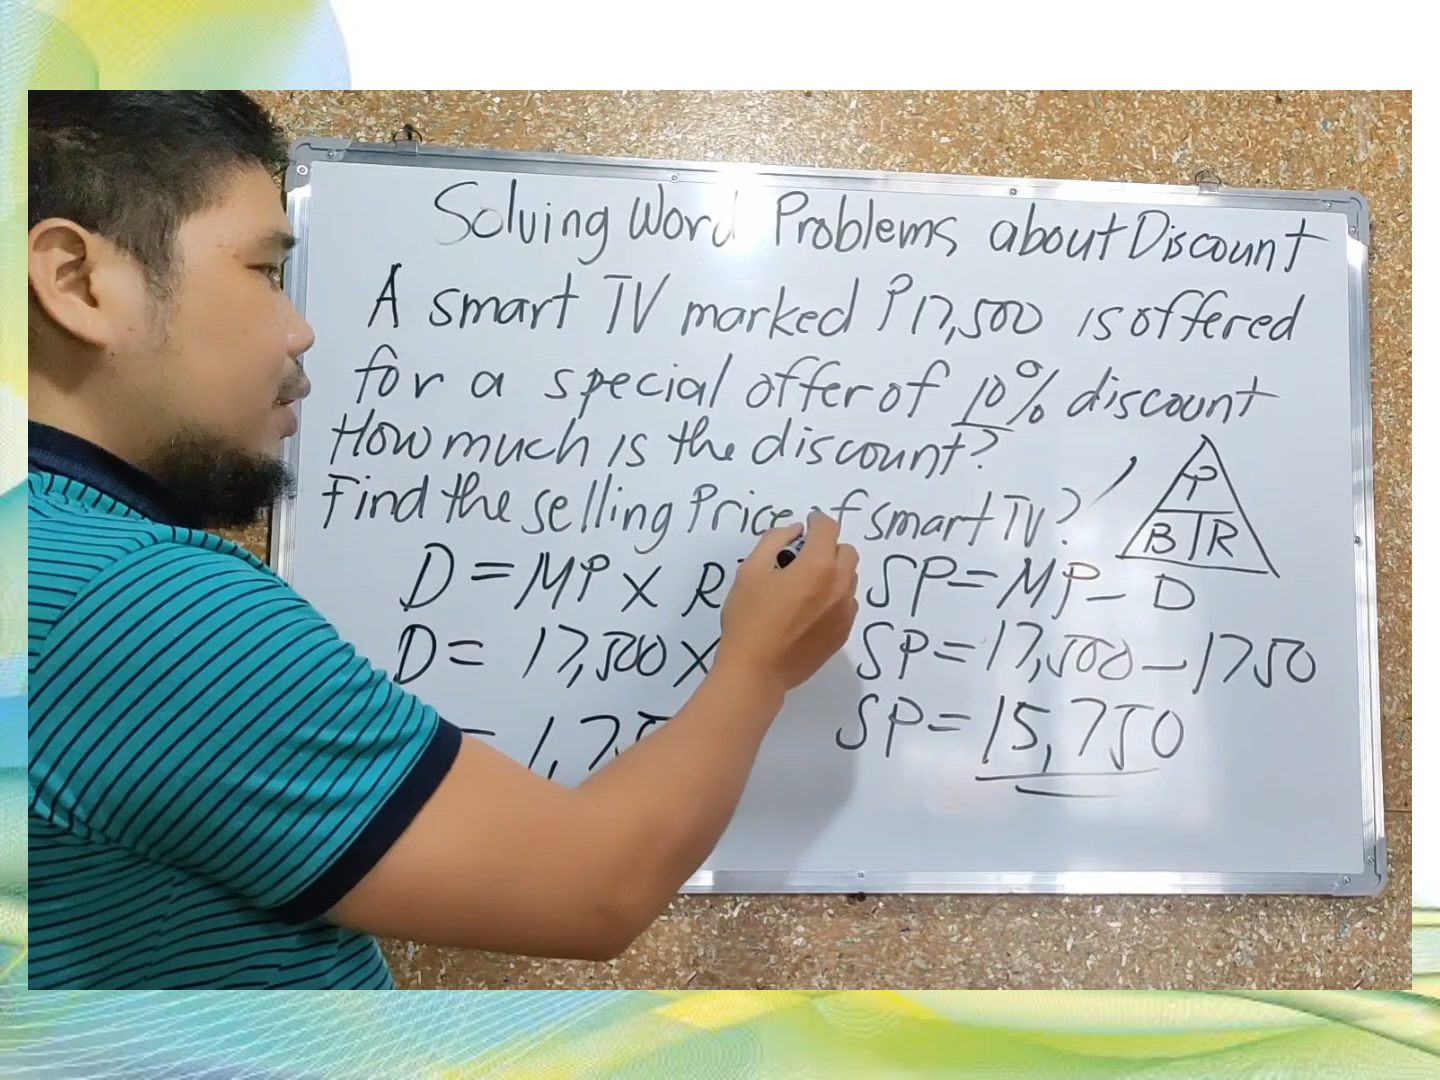 Solving Word Problems about Discount
A smart TV marked ₱17,500 is offered
for a special offer of 10% discount
How much is the discount?
Find the selling Price of smart TV?
P
B R
D = MP X R
D = 17,500 X
= 1,75
SP = MP - D
SP = 17,500 - 1750
SP = 15,750